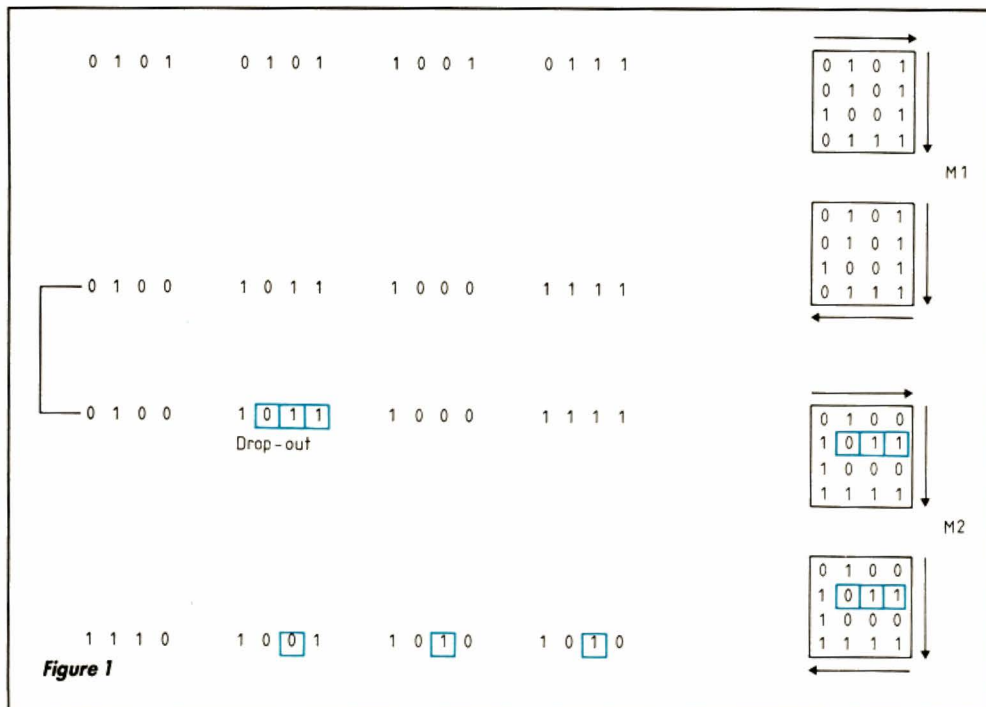 0 1 0 1 0 1 0 1 1 0 0 1 0 1 1 1
0 1 0 1
0 1 0 1
1 0 0 1
0 1 1 1
M1
0 1 0 1
0 1 0 1
1 0 0 1
0 1 1 1
0 1 0 0 1 0 1 1 1 0 0 0 1 1 1 1
0 1 0 0 1 0 1 1 1 0 0 0 1 1 1 1
Drop-out
0 1 0 0
1 0 1 1
1 0 0 0
1 1 1 1
M2
0 1 0 0
1 0 1 1
1 0 0 0
1 1 1 1
1 1 1 0 1 0 0 1 1 0 1 0 1 0 1 0
Figure 1